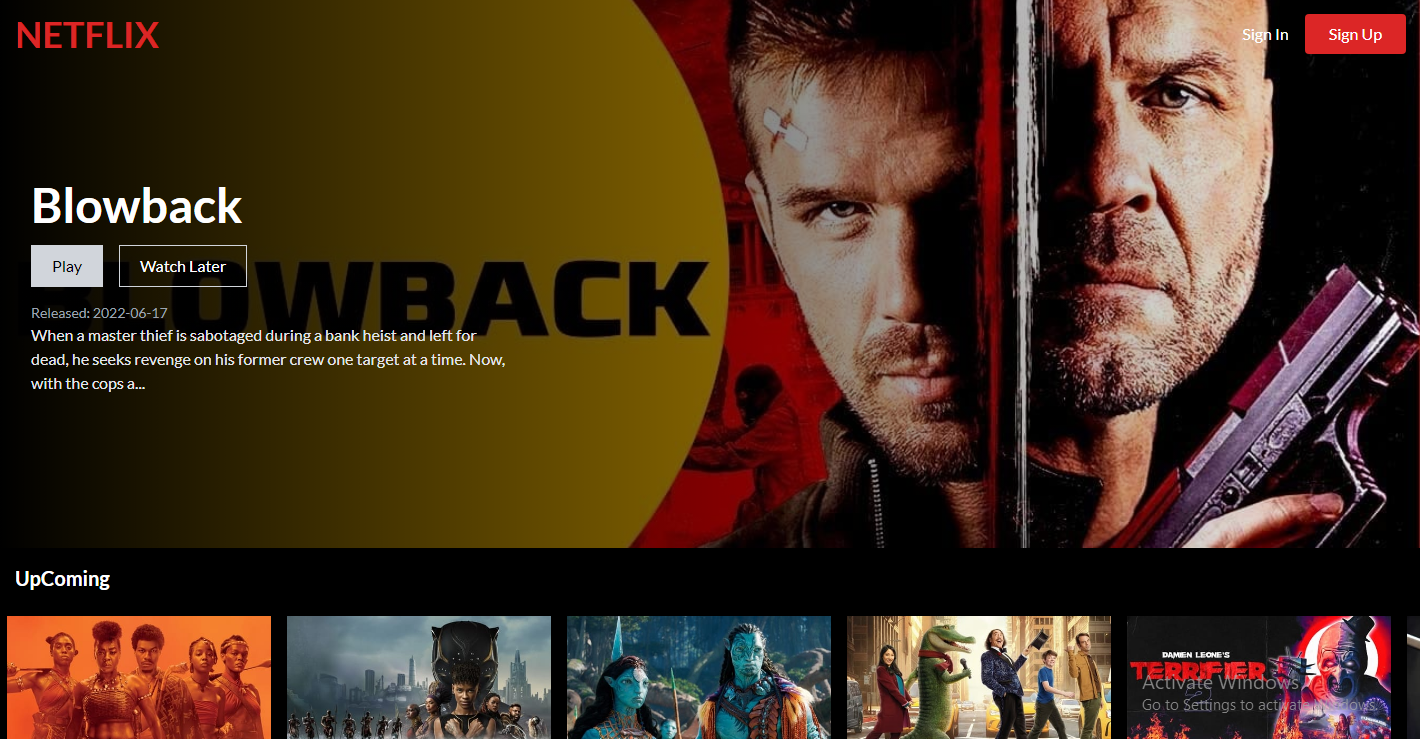 NETFLIX
Sign In
Sign Up
Blowback
Play
Watch Later
BLOWBACK
Released: 2022-06-17
When a master thief is sabotaged during a bank heist and left for
dead, he seeks revenge on his former crew one target at a time. Now,
with the cops a...
UpComing
DAMIEN LEONE'S
TERRIFIER
Activate Windows
Go to Settings to activate Windows.